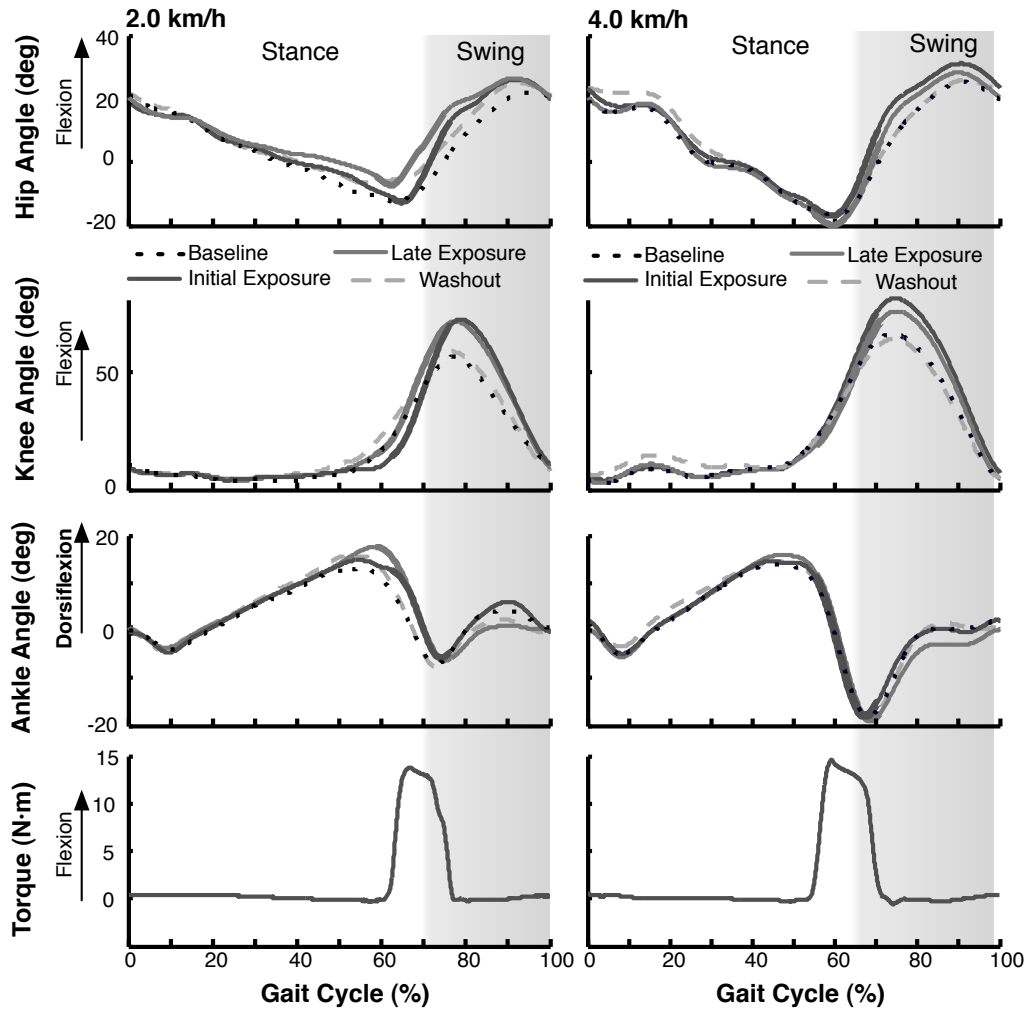 2.0 km/h
4.0 km/h
Hip Angle (deg)
Flexion
40
20
0
-20
Stance
Swing
Stance
Swing
Baseline
Late Exposure
Initial Exposure
Washout
Baseline
Late Exposure
Initial Exposure
Washout
Knee Angle (deg)
Flexion
50
0
Ankle Angle (deg)
Dorsiflexion
20
0
-20
Torque (N·m)
Flexion
15
10
5
0
0 20 40 60 80 100
0 20 40 60 80 100
Gait Cycle (%)
Gait Cycle (%)